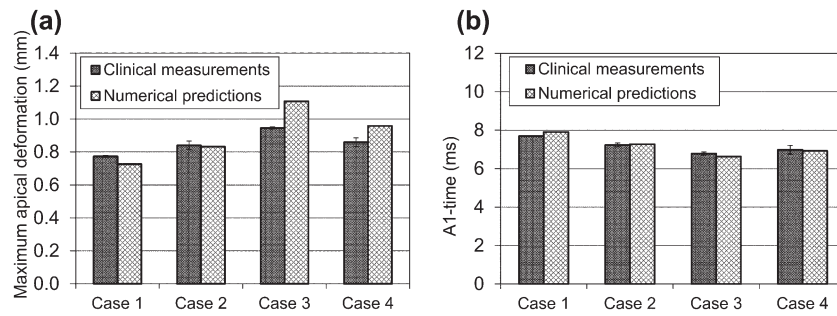 (a)
Maximum apical deformation (mm)
1.4
1.2
1.0
0.8
0.6
0.4
0.2
0.0
Clinical measurements
Numerical predictions
Case 1 Case 2 Case 3 Case 4
(b)
A1-time (ms)
12
10
8
6
4
2
0
Clinical measurements
Numerical predictions
Case 1 Case 2 Case 3 Case 4